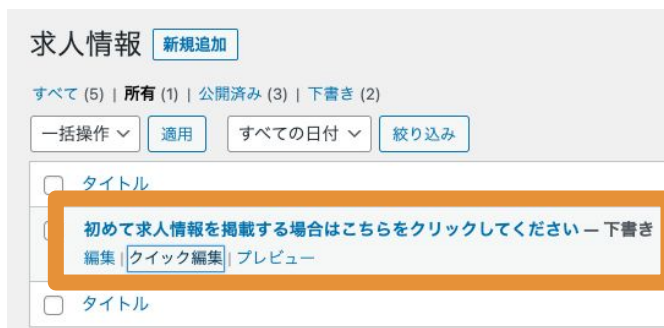 求人情報 新規追加
すべて (5) | 所有 (1) | 公開済み (3) | 下書き (2)
一括操作 適用 すべての日付 絞り込み
タイトル
初めて求人情報を掲載する場合はこちらをクリックしてください — 下書き
編集 | クイック編集 | プレビュー
タイトル